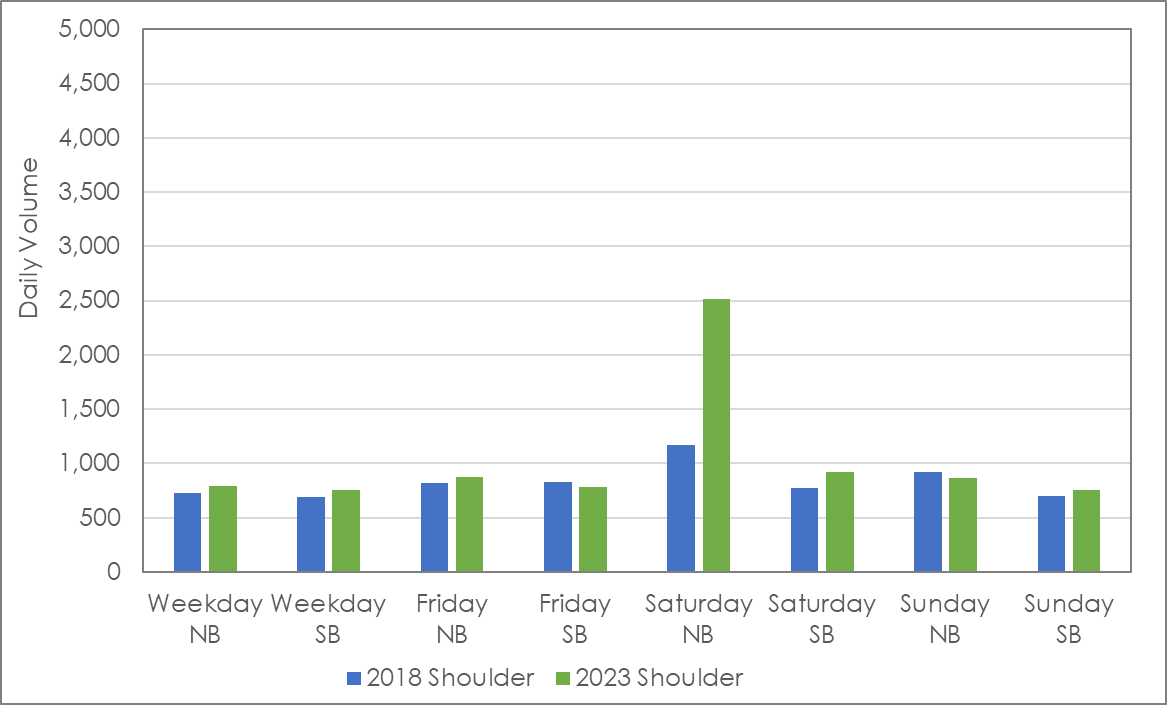 5,000
4,500
4,000
3,500
3,000
2,500
2,000
1,500
1,000
500
0
Daily Volume
Weekday NB
Weekday SB
Friday NB
Friday SB
Saturday NB
Saturday SB
Sunday NB
Sunday SB
2018 Shoulder
2023 Shoulder